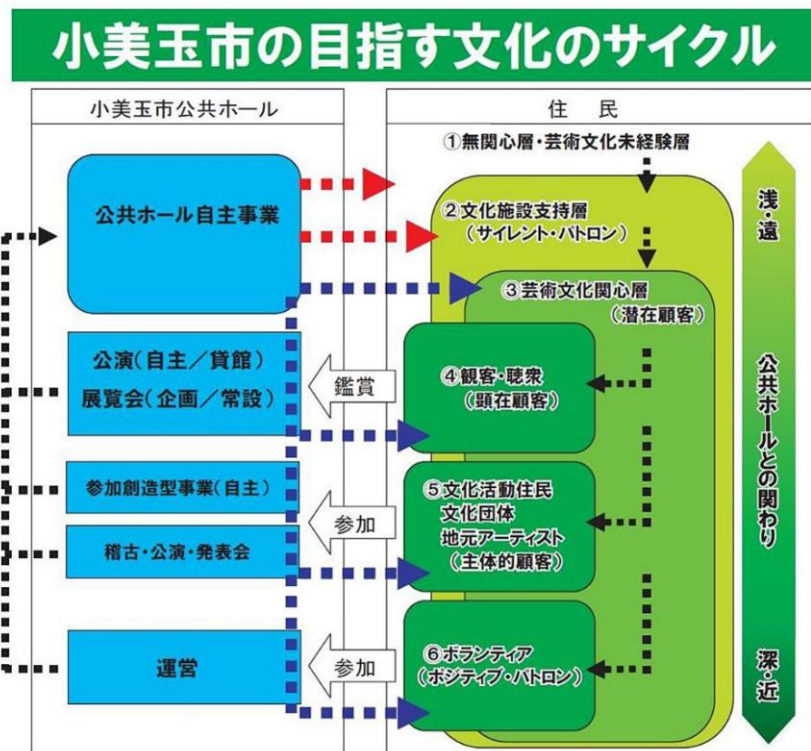 小美玉市の目指す文化のサイクル
小美玉市公共ホール
住 民
公共ホール自主事業
公演(自主／貸館)
展覧会(企画／常設)
参加創造型事業(自主)
稽古・公演・発表会
運営
鑑賞
参加
参加
①無関心層・芸術文化未経験層
②文化施設支持層
(サイレント・パトロン)
③芸術文化関心層
(潜在顧客)
④観客・聴衆
(顕在顧客)
⑤文化活動住民
文化団体
地元アーティスト
(主体的顧客)
⑥ボランティア
(ポジティブ・パトロン)
浅・遠
公共ホールとの関わり
深・近